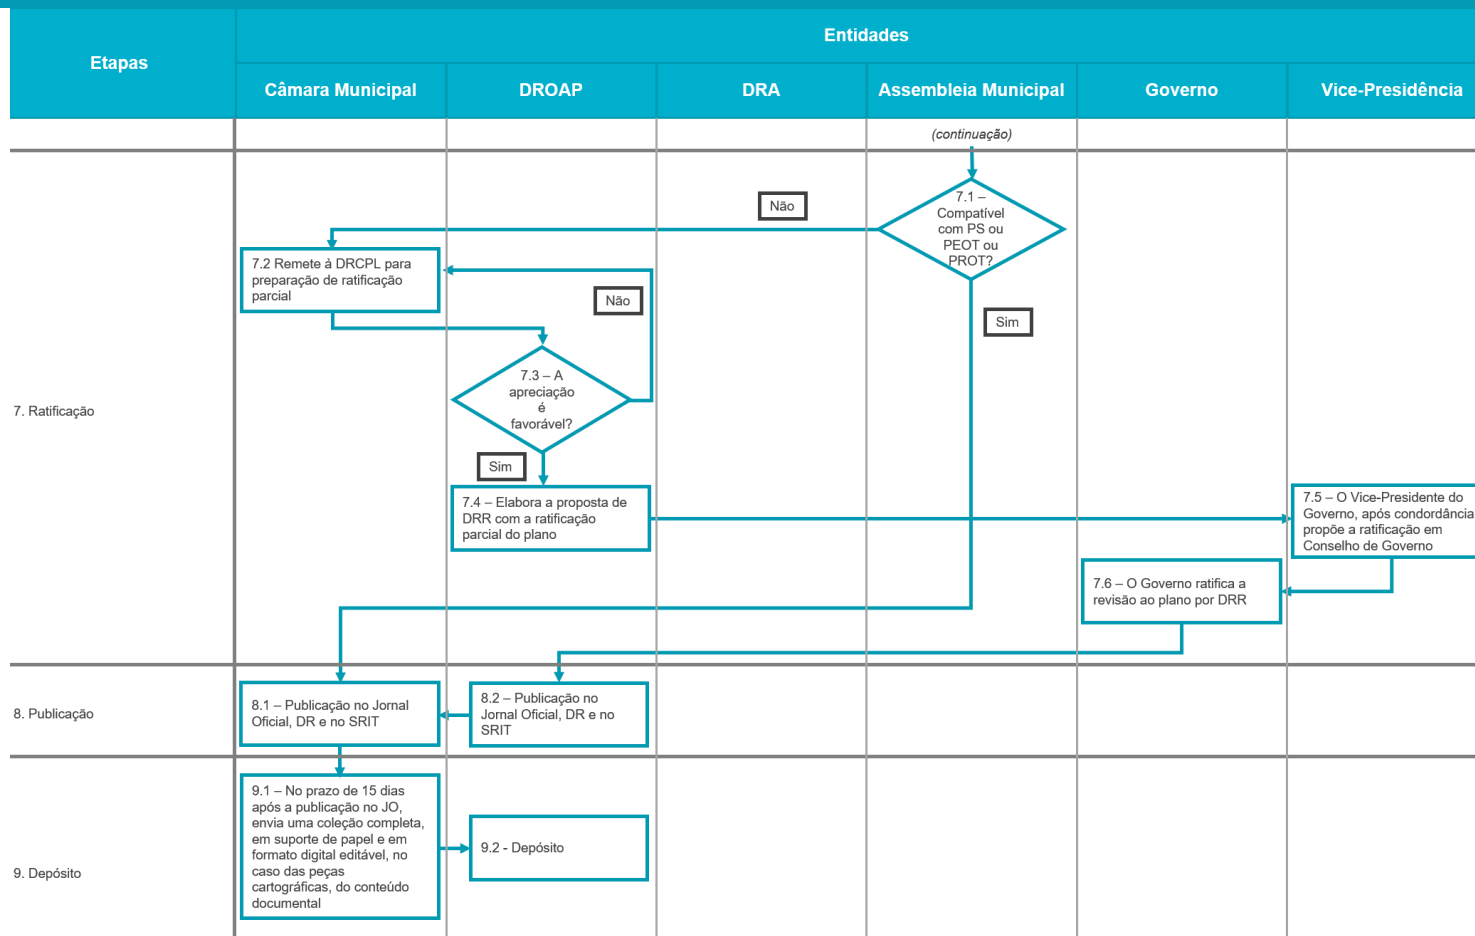 Etapas
Entidades
Câmara Municipal
DROAP
DRA
Assembleia Municipal
Governo
Vice-Presidência
(continuação)
7. Ratificação
7.1 –
Compatível
com PS ou
PEOT ou
PROT?
Não
7.2 Remete à DRCPL para
preparação de ratificação
parcial
Não
Sim
7.3 – A
apreciação
é
favorável?
Sim
7.4 – Elabora a proposta de
DRR com a ratificação
parcial do plano
7.5 – O Vice-Presidente do
Governo, após condordância
propõe a ratificação em
Conselho de Governo
7.6 – O Governo ratifica a
revisão ao plano por DRR
8. Publicação
8.1 – Publicação no Jornal
Oficial, DR e no SRIT
8.2 – Publicação no
Jornal Oficial, DR e no
SRIT
9. Depósito
9.1 – No prazo de 15 dias
após a publicação no JO,
envia uma coleção completa,
em suporte de papel e em
formato digital editável, no
caso das peças
cartográficas, do conteúdo
documental
9.2 - Depósito